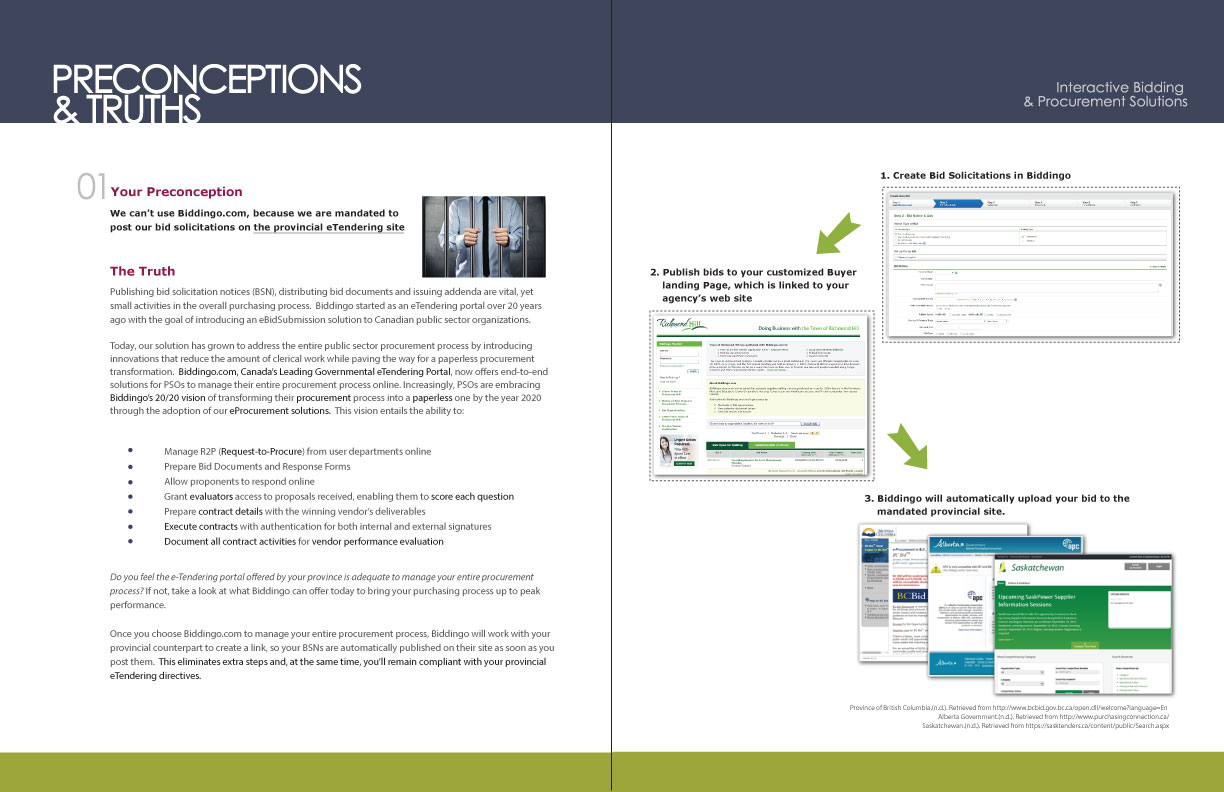 PRECONCEPTIONS
& TRUTHS
01 Your Preconception
We can't use Biddingo.com, because we are mandated to
post our bid solicitations on the provincial eTendering site
The Truth
Publishing bid solicitation notices (BSN), distributing bid documents and issuing addenda are vital, yet
small activities in the overall purchasing process. Biddingo started as an eTendering portal over 20 years
ago with the goal of introducing an eBidSubmission solution to Canadian public sector organizations.
Today, our solution has grown to address the entire public sector procurement process by introducing
innovations that reduce the amount of clerical work while paving the way for a paperless procurement
transformation. Biddingo.com, Canada's Leading Governmental eTendering Portal, now offers end-to-end
solutions for PSOs to manage their entire procurement process online. Increasingly, PSOs are embracing
Biddingo's 20/20 vision of transforming their procurement process into a paperless one by the year 2020
through the adoption of our eProcurement solutions. This vision entails the ability to:
• Manage R2P (Request-to-Procure) from user departments online
• Prepare Bid Documents and Response Forms
• Allow proponents to respond online
• Grant evaluators access to proposals received, enabling them to score each question
• Prepare contract details with the winning vendor's deliverables
• Execute contracts with authentication for both internal and external signatures
• Document all contract activities for vendor performance evaluation
Do you feel the e-Tendering portal offered by your province is adequate to manage your entire procurement
process? If not, take a look at what Biddingo can offer today to bring your purchasing process up to peak
performance.
Once you choose Biddingo.com to manage your entire procurement process, Biddingo will work with your
provincial counterpart to create a link, so your BSNs are automatically published on their site as soon as you
post them. This eliminates extra steps and, at the same time, you'll remain compliant with your provincial
eTendering directives.
Interactive Bidding
& Procurement Solutions
1. Create Bid Solicitations in Biddingo
2. Publish bids to your customized Buyer
landing Page, which is linked to your
agency's web site
Richmond Hill
Doing Business with the Town of Richmond Hill
3. Biddingo will automatically upload your bid to the
mandated provincial site.
BCBid
Alberta
apc
apc
Saskatchewan
Upcoming SaskPower Supplier
Information Sessions
Province of British Columbia.(n.d.). Retrieved from http://www.bcbid.gov.bc.ca/open.dll/welcome?language=En
Alberta Government.(n.d.). Retrieved from http://www.purchasingconnection.ca/
Saskatchewan.(n.d.). Retrieved from https://sasktenders.ca/content/public/Search.aspx